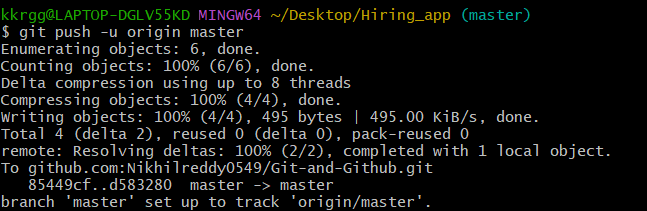 kkrgg@LAPTOP-DGLV55KD MINGW64 ~/Desktop/Hiring_app (master)
$ git push -u origin master
Enumerating objects: 6, done.
Counting objects: 100% (6/6), done.
Delta compression using up to 8 threads
Compressing objects: 100% (4/4), done.
Writing objects: 100% (4/4), 495 bytes | 495.00 KiB/s, done.
Total 4 (delta 2), reused 0 (delta 0), pack-reused 0
remote: Resolving deltas: 100% (2/2), completed with 1 local object.
To github.com:Nikhilreddy0549/Git-and-Github.git
   85449cf..d583280  master -> master
branch 'master' set up to track 'origin/master'.